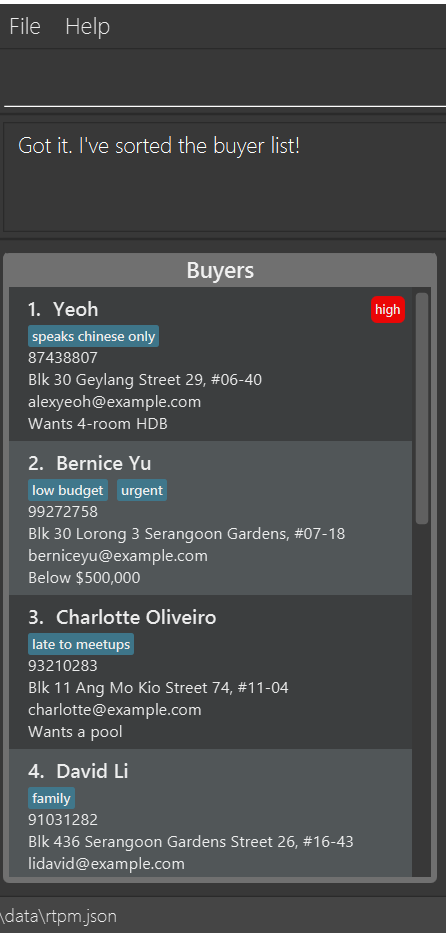 File Help
Got it. I've sorted the buyer list!
Buyers
1. Yeoh high
speaks chinese only
87438807
Blk 30 Geylang Street 29, #06-40
alexyeoh@example.com
Wants 4-room HDB
2. Bernice Yu
low budget urgent
99272758
Blk 30 Lorong 3 Serangoon Gardens, #07-18
berniceyu@example.com
Below $500,000
3. Charlotte Oliveiro
late to meetups
93210283
Blk 11 Ang Mo Kio Street 74, #11-04
charlotte@example.com
Wants a pool
4. David Li
family
91031282
Blk 436 Serangoon Gardens Street 26, #16-43
lidavid@example.com
\data\rtpm.json